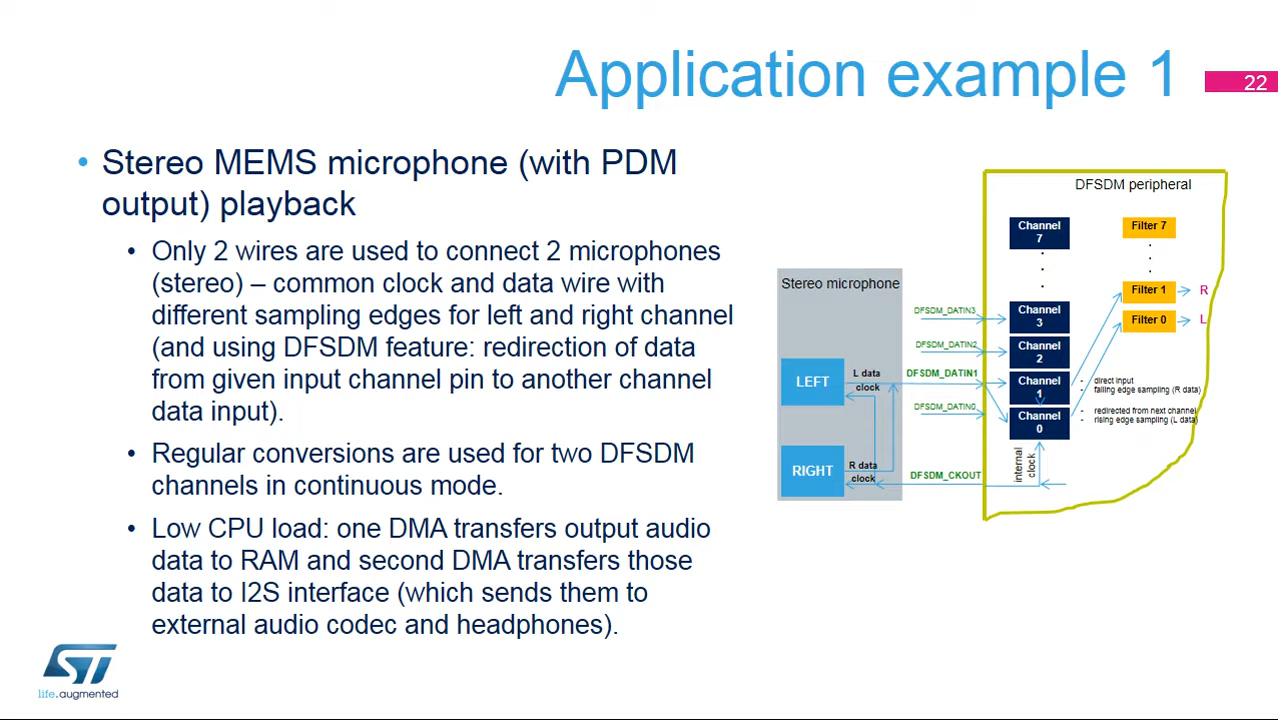 Application example 1
22
• Stereo MEMS microphone (with PDM
output) playback
• Only 2 wires are used to connect 2 microphones
(stereo) – common clock and data wire with
different sampling edges for left and right channel
(and using DFSDM feature: redirection of data
from given input channel pin to another channel
data input).
• Regular conversions are used for two DFSDM
channels in continuous mode.
• Low CPU load: one DMA transfers output audio
data to RAM and second DMA transfers those
data to I2S interface (which sends them to
external audio codec and headphones).
DFSDM peripheral
Stereo microphone
LEFT
RIGHT
L data
clock
R data
clock
DFSDM_DATIN3
DFSDM_DATIN2
DFSDM_DATIN1
DFSDM_DATIN0
DFSDM_CKOUT
Channel
7
Channel
3
Channel
2
Channel
1
Channel
0
internal
clock
Filter 7
Filter 1
R
Filter 0
L
- direct input
- falling edge sampling (R data)
- redirected from next channel
- rising edge sampling (L data)
ST
life.augmented